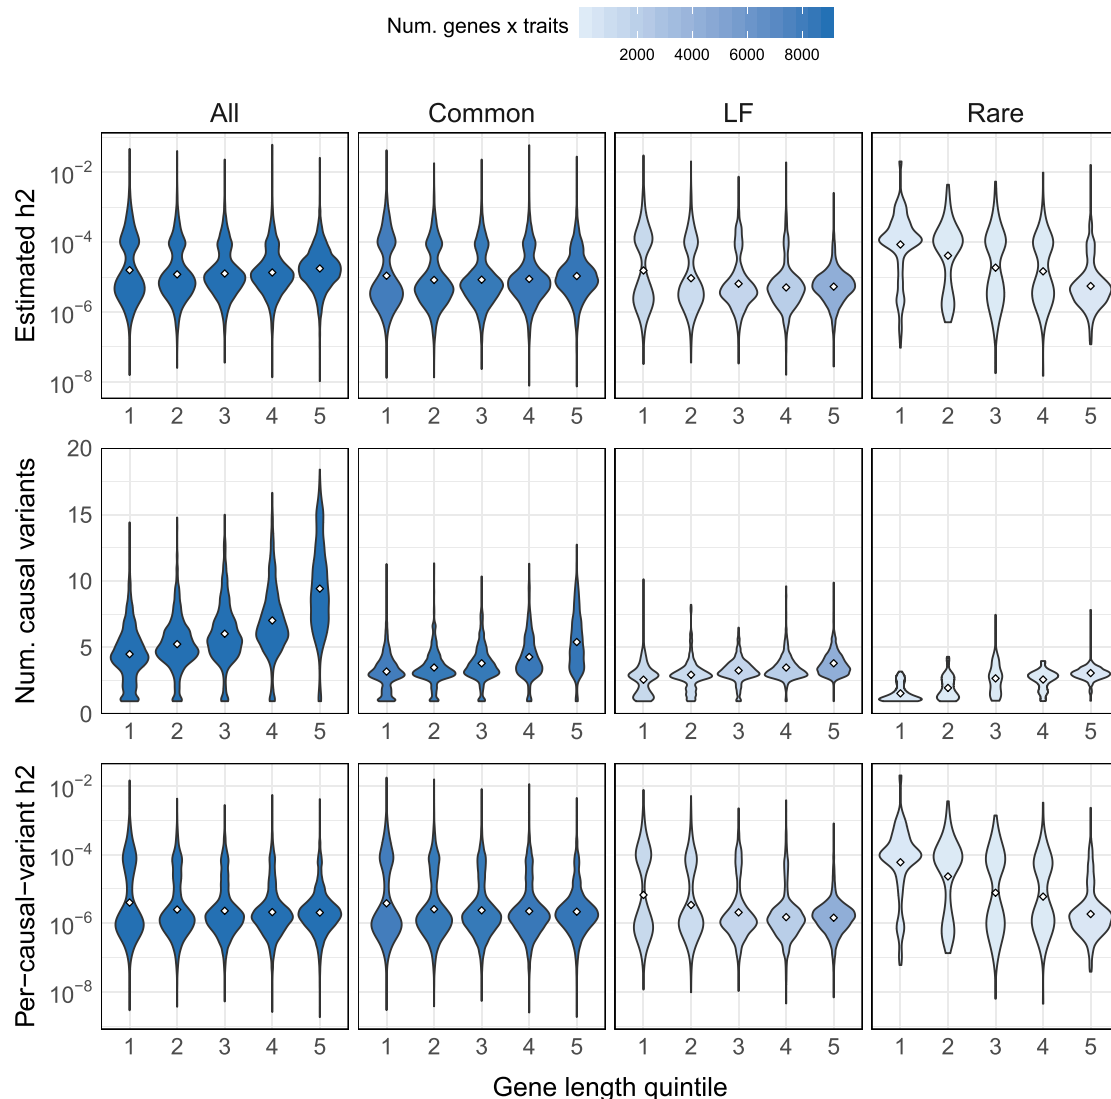 Num. genes x traits
2000 4000 6000 8000
All Common LF Rare
Estimated h2
10−2
10−4
10−6
10−8
1 2 3 4 5 1 2 3 4 5 1 2 3 4 5 1 2 3 4 5
Num. causal variants
20
15
10
5
0
1 2 3 4 5 1 2 3 4 5 1 2 3 4 5 1 2 3 4 5
Per−causal−variant h2
10−2
10−4
10−6
10−8
1 2 3 4 5 1 2 3 4 5 1 2 3 4 5 1 2 3 4 5
Gene length quintile